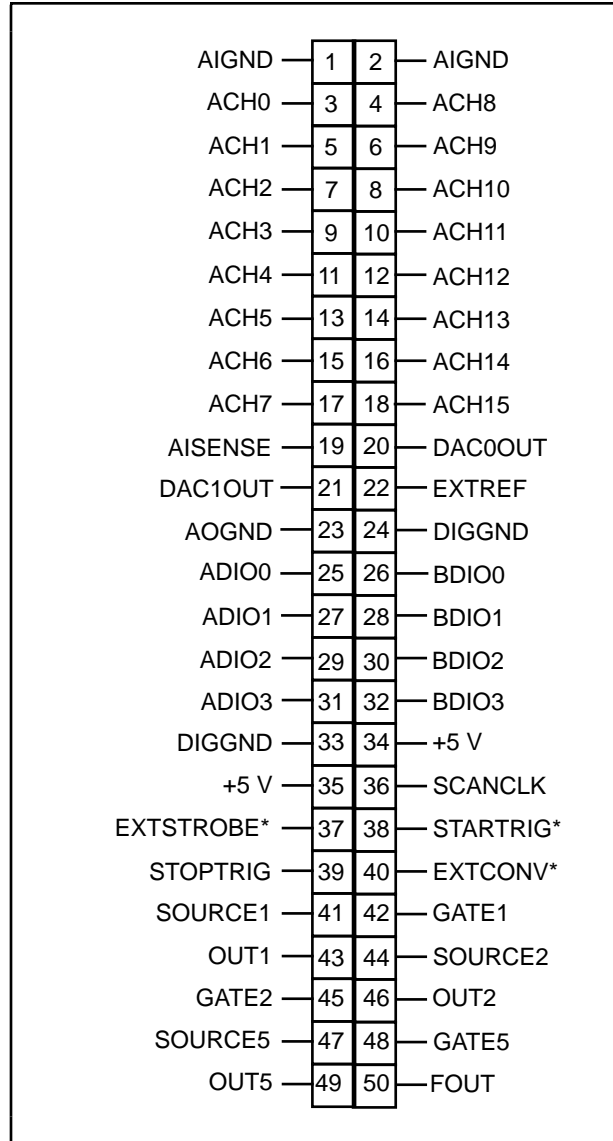 AIGND 1 2 AIGND
ACH0 3 4 ACH8
ACH1 5 6 ACH9
ACH2 7 8 ACH10
ACH3 9 10 ACH11
ACH4 11 12 ACH12
ACH5 13 14 ACH13
ACH6 15 16 ACH14
ACH7 17 18 ACH15
AISENSE 19 20 DAC0OUT
DAC1OUT 21 22 EXTREF
AOGND 23 24 DIGGND
ADIO0 25 26 BDIO0
ADIO1 27 28 BDIO1
ADIO2 29 30 BDIO2
ADIO3 31 32 BDIO3
DIGGND 33 34 +5 V
+5 V 35 36 SCANCLK
EXTSTROBE* 37 38 STARTRIG*
STOPTRIG 39 40 EXTCONV*
SOURCE1 41 42 GATE1
OUT1 43 44 SOURCE2
GATE2 45 46 OUT2
SOURCE5 47 48 GATE5
OUT5 49 50 FOUT